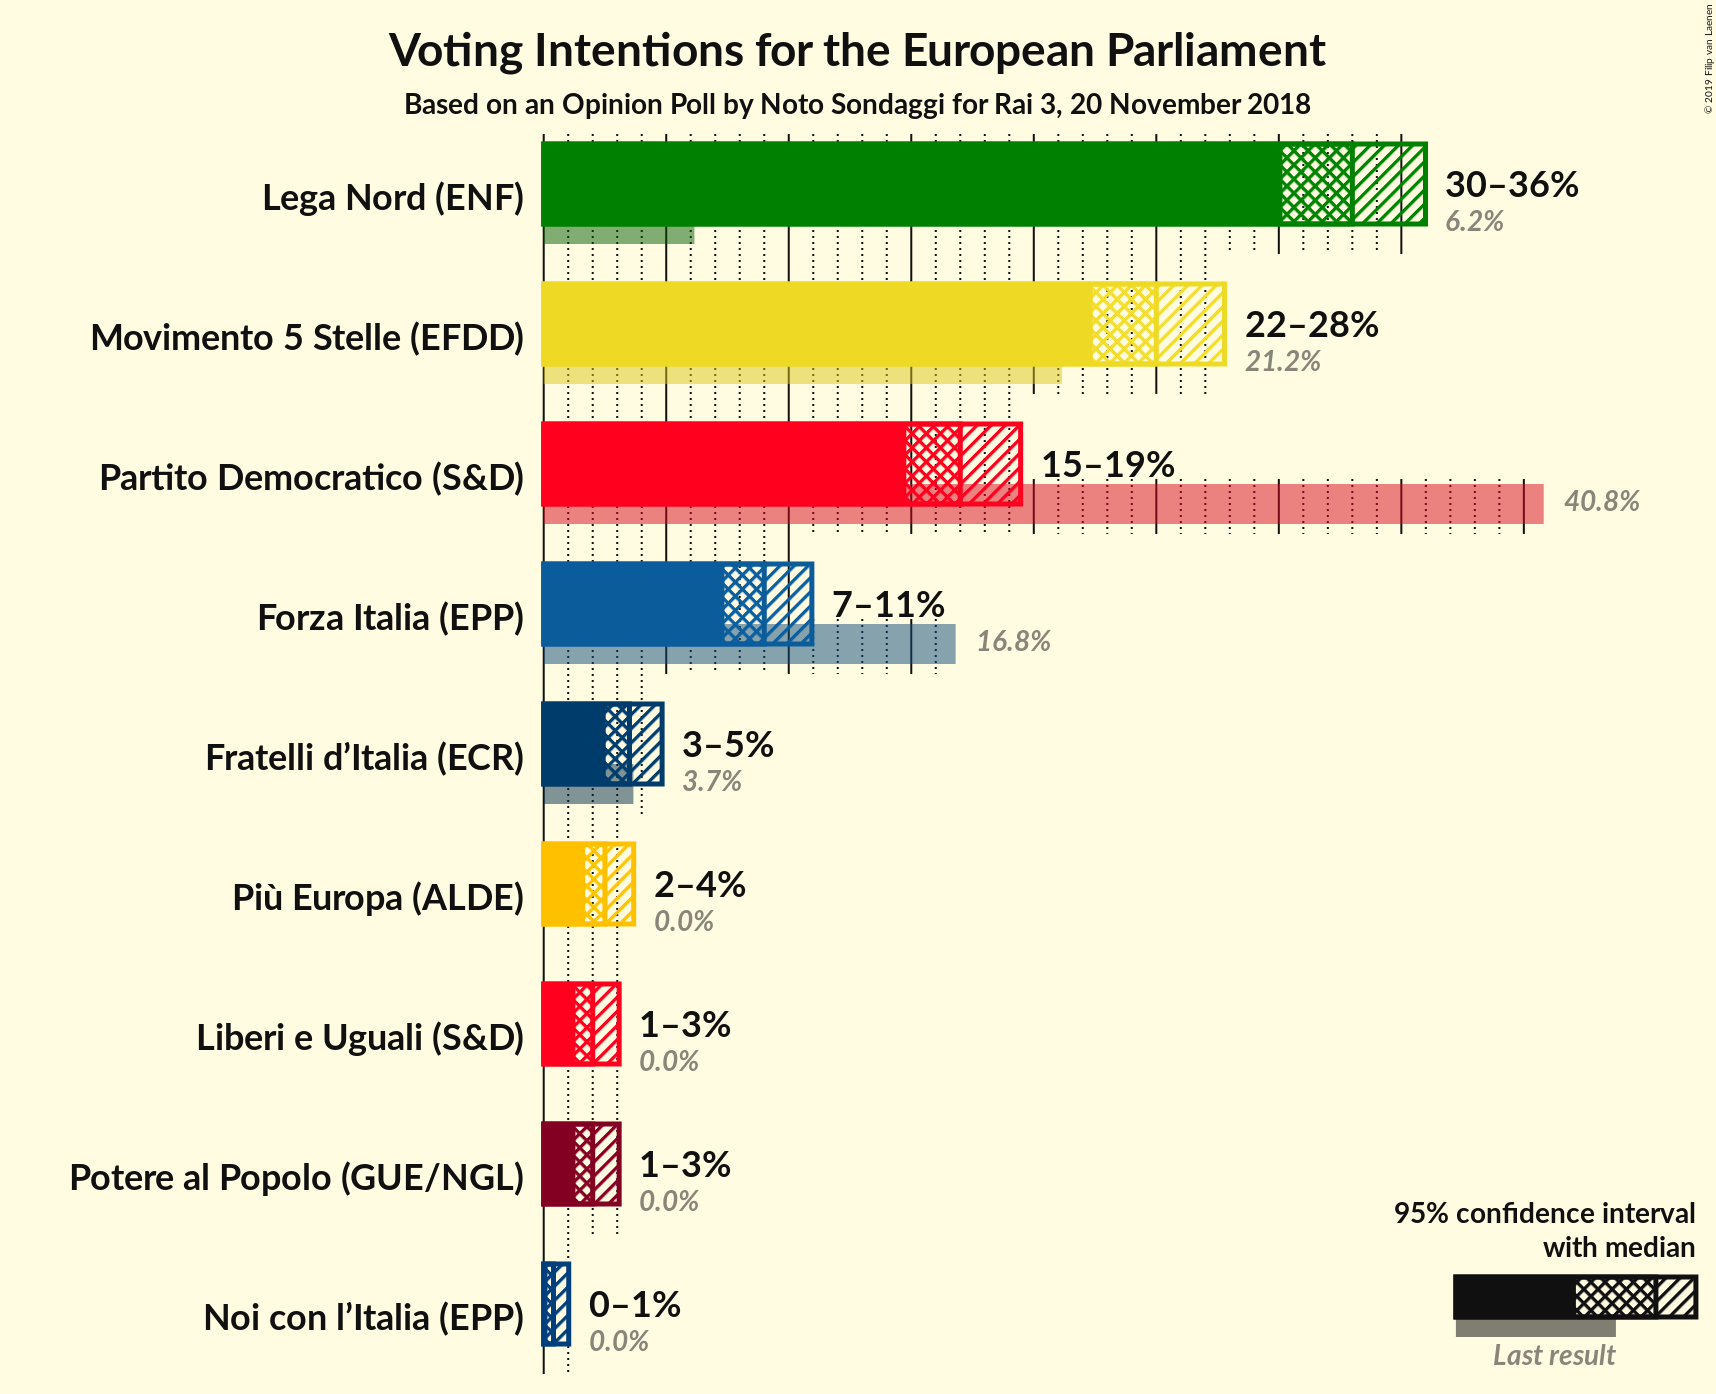 Voting Intentions for the European Parliament
Based on an Opinion Poll by Noto Sondaggi for Rai 3, 20 November 2018
© 2019 Filip van Laenen
Lega Nord (ENF)
30–36%
6.2%
Movimento 5 Stelle (EFDD)
22–28%
21.2%
Partito Democratico (S&D)
15–19%
40.8%
Forza Italia (EPP)
7–11%
16.8%
Fratelli d’Italia (ECR)
3–5%
3.7%
Più Europa (ALDE)
2–4%
0.0%
Liberi e Uguali (S&D)
1–3%
0.0%
Potere al Popolo (GUE/NGL)
1–3%
0.0%
Noi con l’Italia (EPP)
0–1%
0.0%
95% confidence interval
with median
Last result